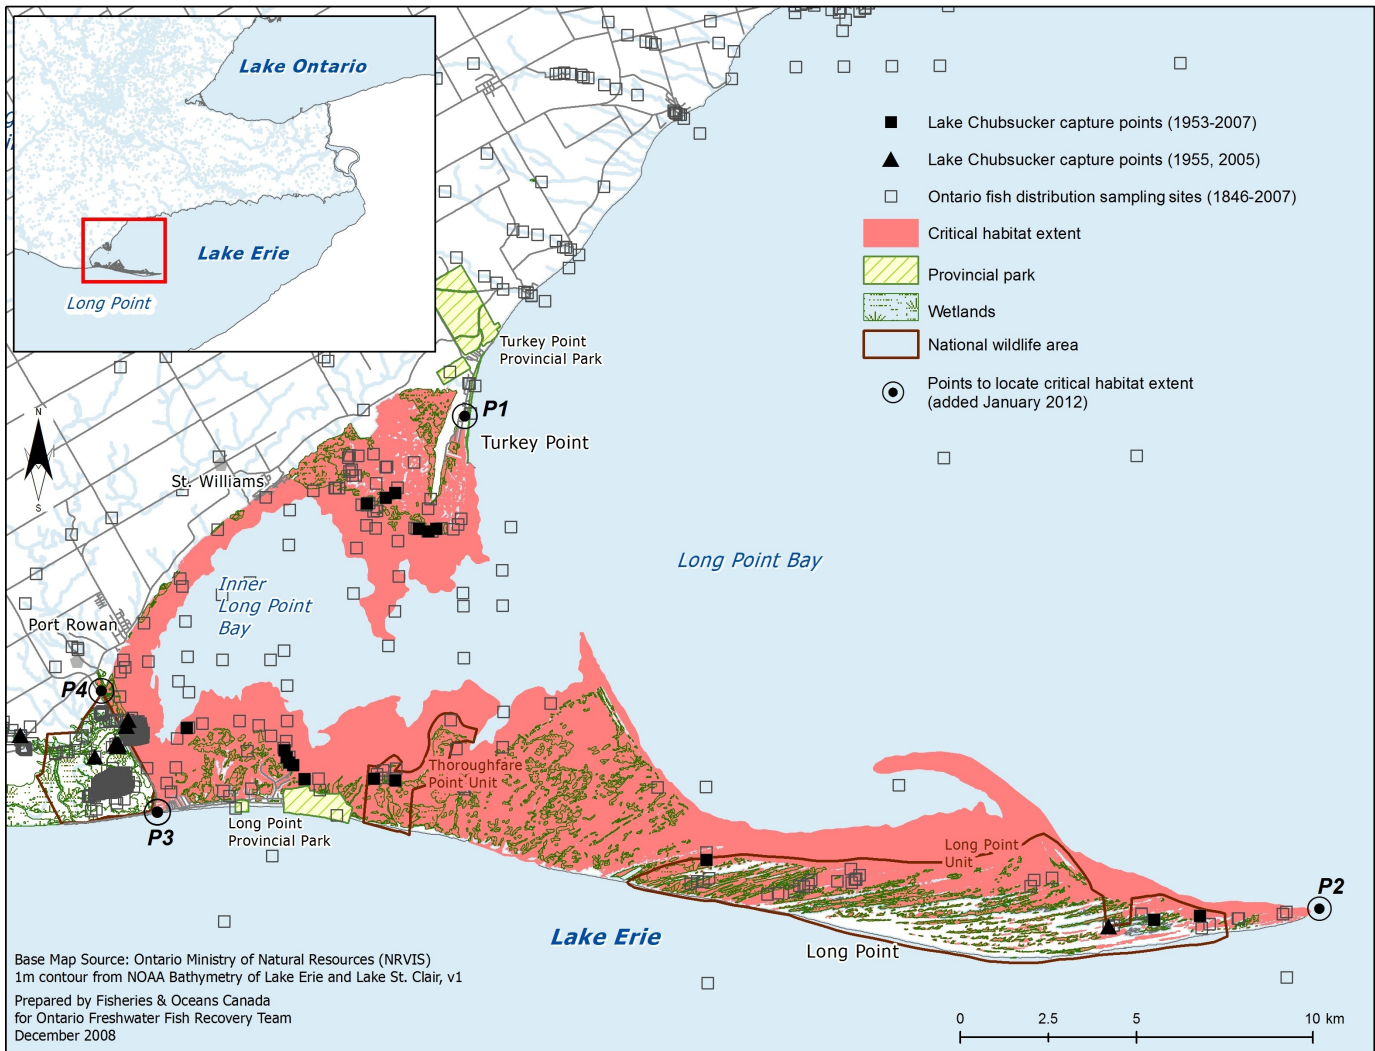 Lake Ontario
Lake Erie
Long Point
Lake Chubsucker capture points (1953-2007)
Lake Chubsucker capture points (1955, 2005)
Ontario fish distribution sampling sites (1846-2007)
Critical habitat extent
Provincial park
Wetlands
National wildlife area
Points to locate critical habitat extent
(added January 2012)
Turkey Point
Provincial Park
P1
Turkey Point
N
S
St. Williams
Long Point Bay
Inner
Long Point
Bay
Port Rowan
P4
Thoroughfare
Point Unit
P3
Long Point
Provincial Park
Long Point
Unit
P2
Lake Erie
Long Point
Base Map Source: Ontario Ministry of Natural Resources (NRVIS)
1m contour from NOAA Bathymetry of Lake Erie and Lake St. Clair, v1
Prepared by Fisheries & Oceans Canada
for Ontario Freshwater Fish Recovery Team
December 2008
0 2.5 5 10 km